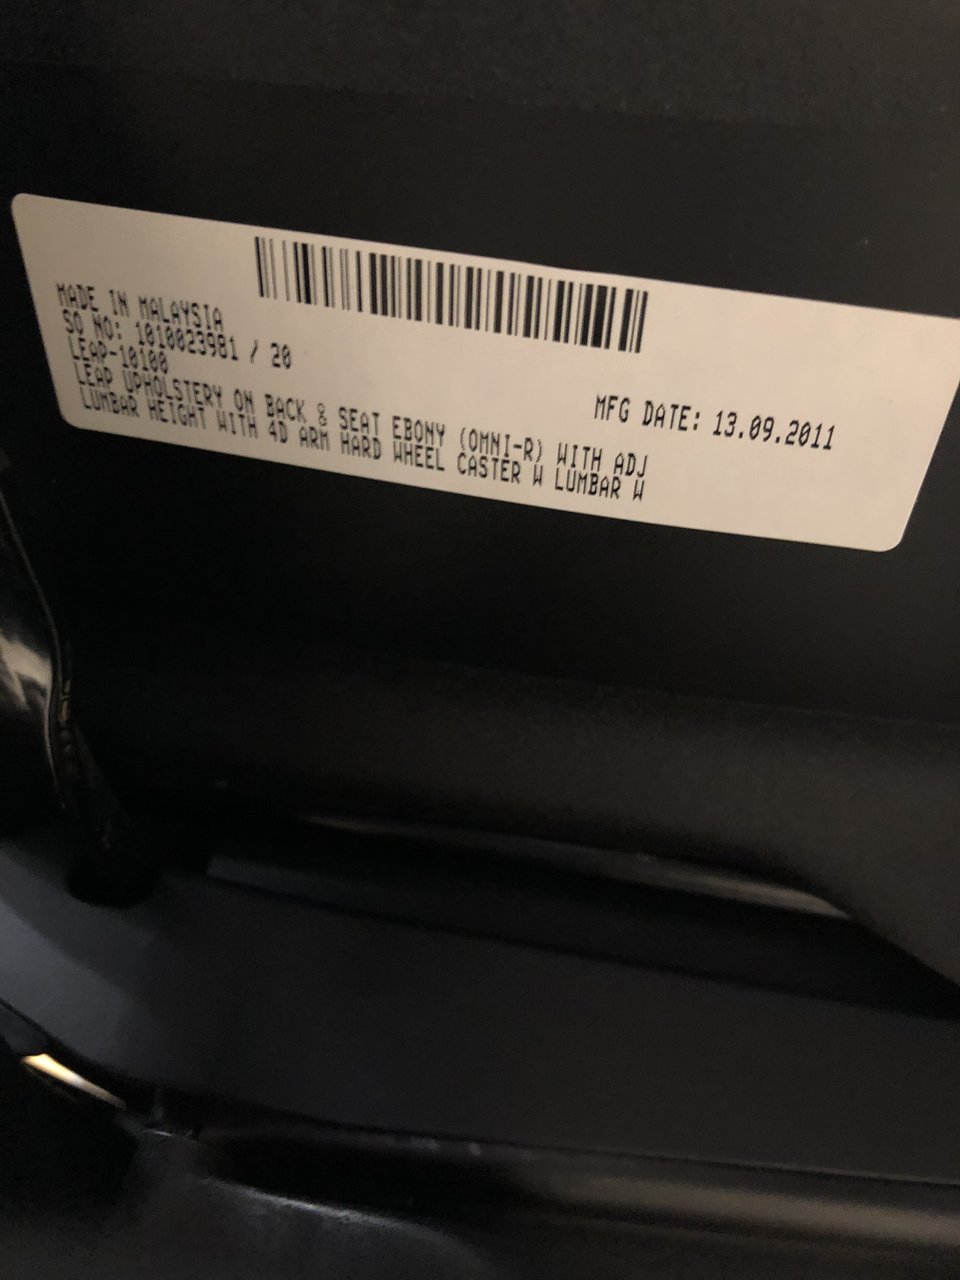 MADE IN MALAYSIA
SO NO: 1010023981 / 20
LEAP-10100
LEAP UPHOLSTERY ON BACK & SEAT EBONY (OMNI-R) WITH ADJ
LUMBAR HEIGHT WITH 4D ARM HARD WHEEL CASTER W LUMBAR W
MFG DATE: 13.09.2011